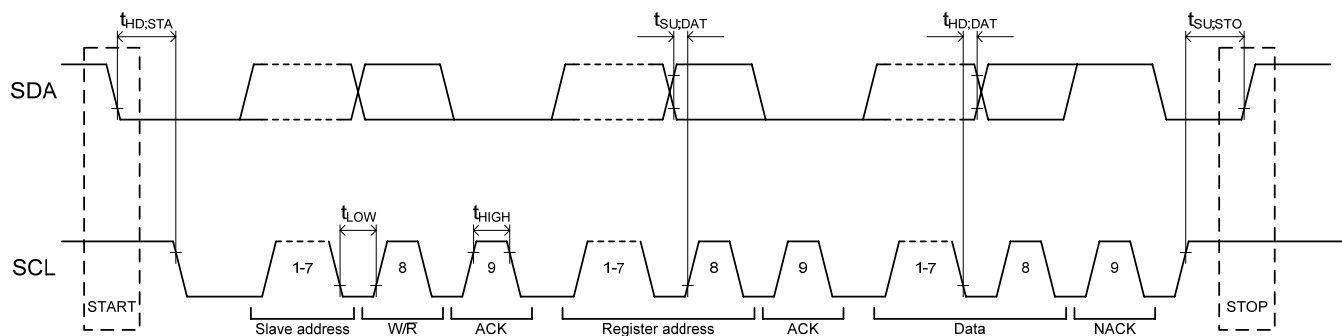 tHD;STA
tSU;DAT
tHD;DAT
tSU;STO
SDA
tLOW
tHIGH
SCL
1-7
8
9
1-7
8
9
1-7
8
9
START
STOP
Slave address
W/R̅
ACK
Register address
ACK
Data
NACK